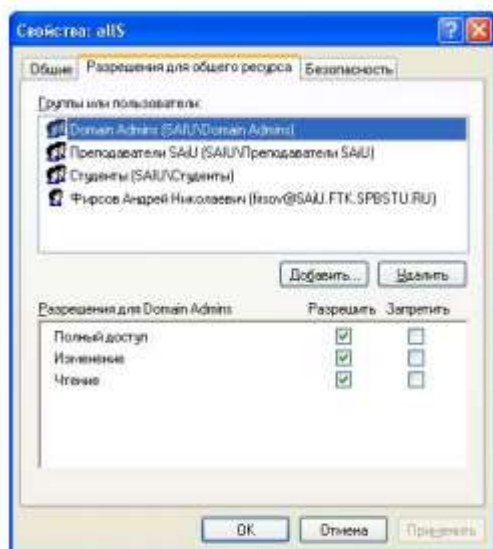 Свойства: allS
Общие Разрешения для общего ресурса Безопасность
Группы или пользователи:
Domain Admins (SAIU\Domain Admins)
Преподаватели SAiU (SAIU\Преподаватели SAiU)
Студенты (SAIU\Студенты)
Фирсов Андрей Николаевич (firsov@SAiU.FTK.SPBSTU.RU)
Добавить... Удалить
Разрешения для Domain Admins Разрешить Запретить
Полный доступ
Изменение
Чтение
OK Отмена Применить